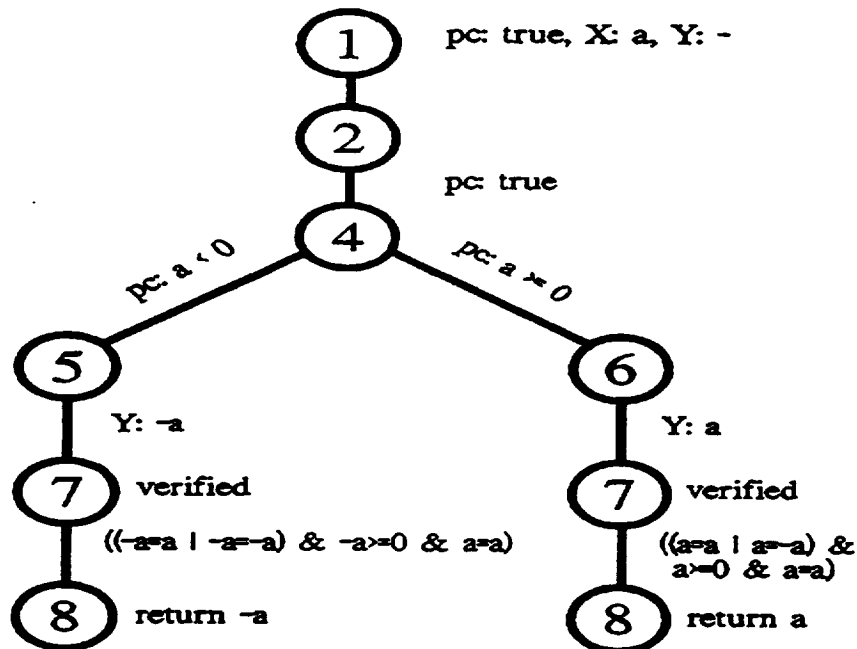 1
pc: true, X: a, Y: -
2
pc: true
4
pc: a < 0
pc: a >= 0
5
6
Y: -a
Y: a
7
verified
7
verified
((-a=a | -a=-a) & -a>=0 & a=a)
((a=a | a=-a) &
a>=0 & a=a)
8
return -a
8
return a